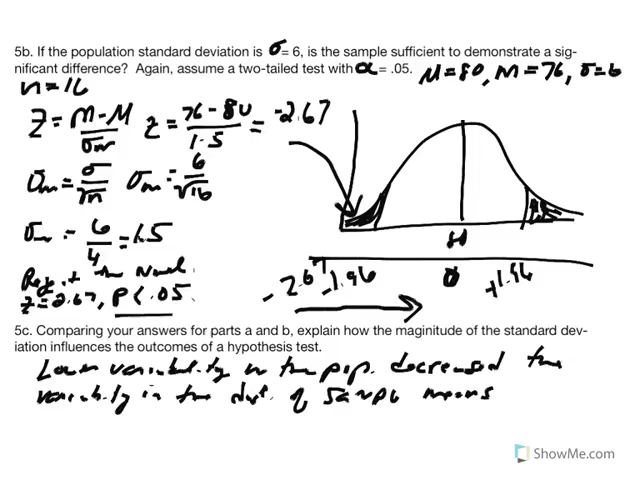 5b. If the population standard deviation is σ = 6, is the sample sufficient to demonstrate a sig-
nificant difference? Again, assume a two-tailed test with α = .05. μ=80, M=76, σ=6
n=16
Z = M-μ/σm Z = 76-80/1.5 = -2.67
σm = σ/√n σm = 6/√16
σm = 6/4 = 1.5
Reject the Null
Z=2.67, P<.05
80
-2.67 -1.96 0 +1.96
5c. Comparing your answers for parts a and b, explain how the maginitude of the standard dev-
iation influences the outcomes of a hypothesis test.
Lower variability in the pop. decreased the
variability in the dist. of sample means
ShowMe.com